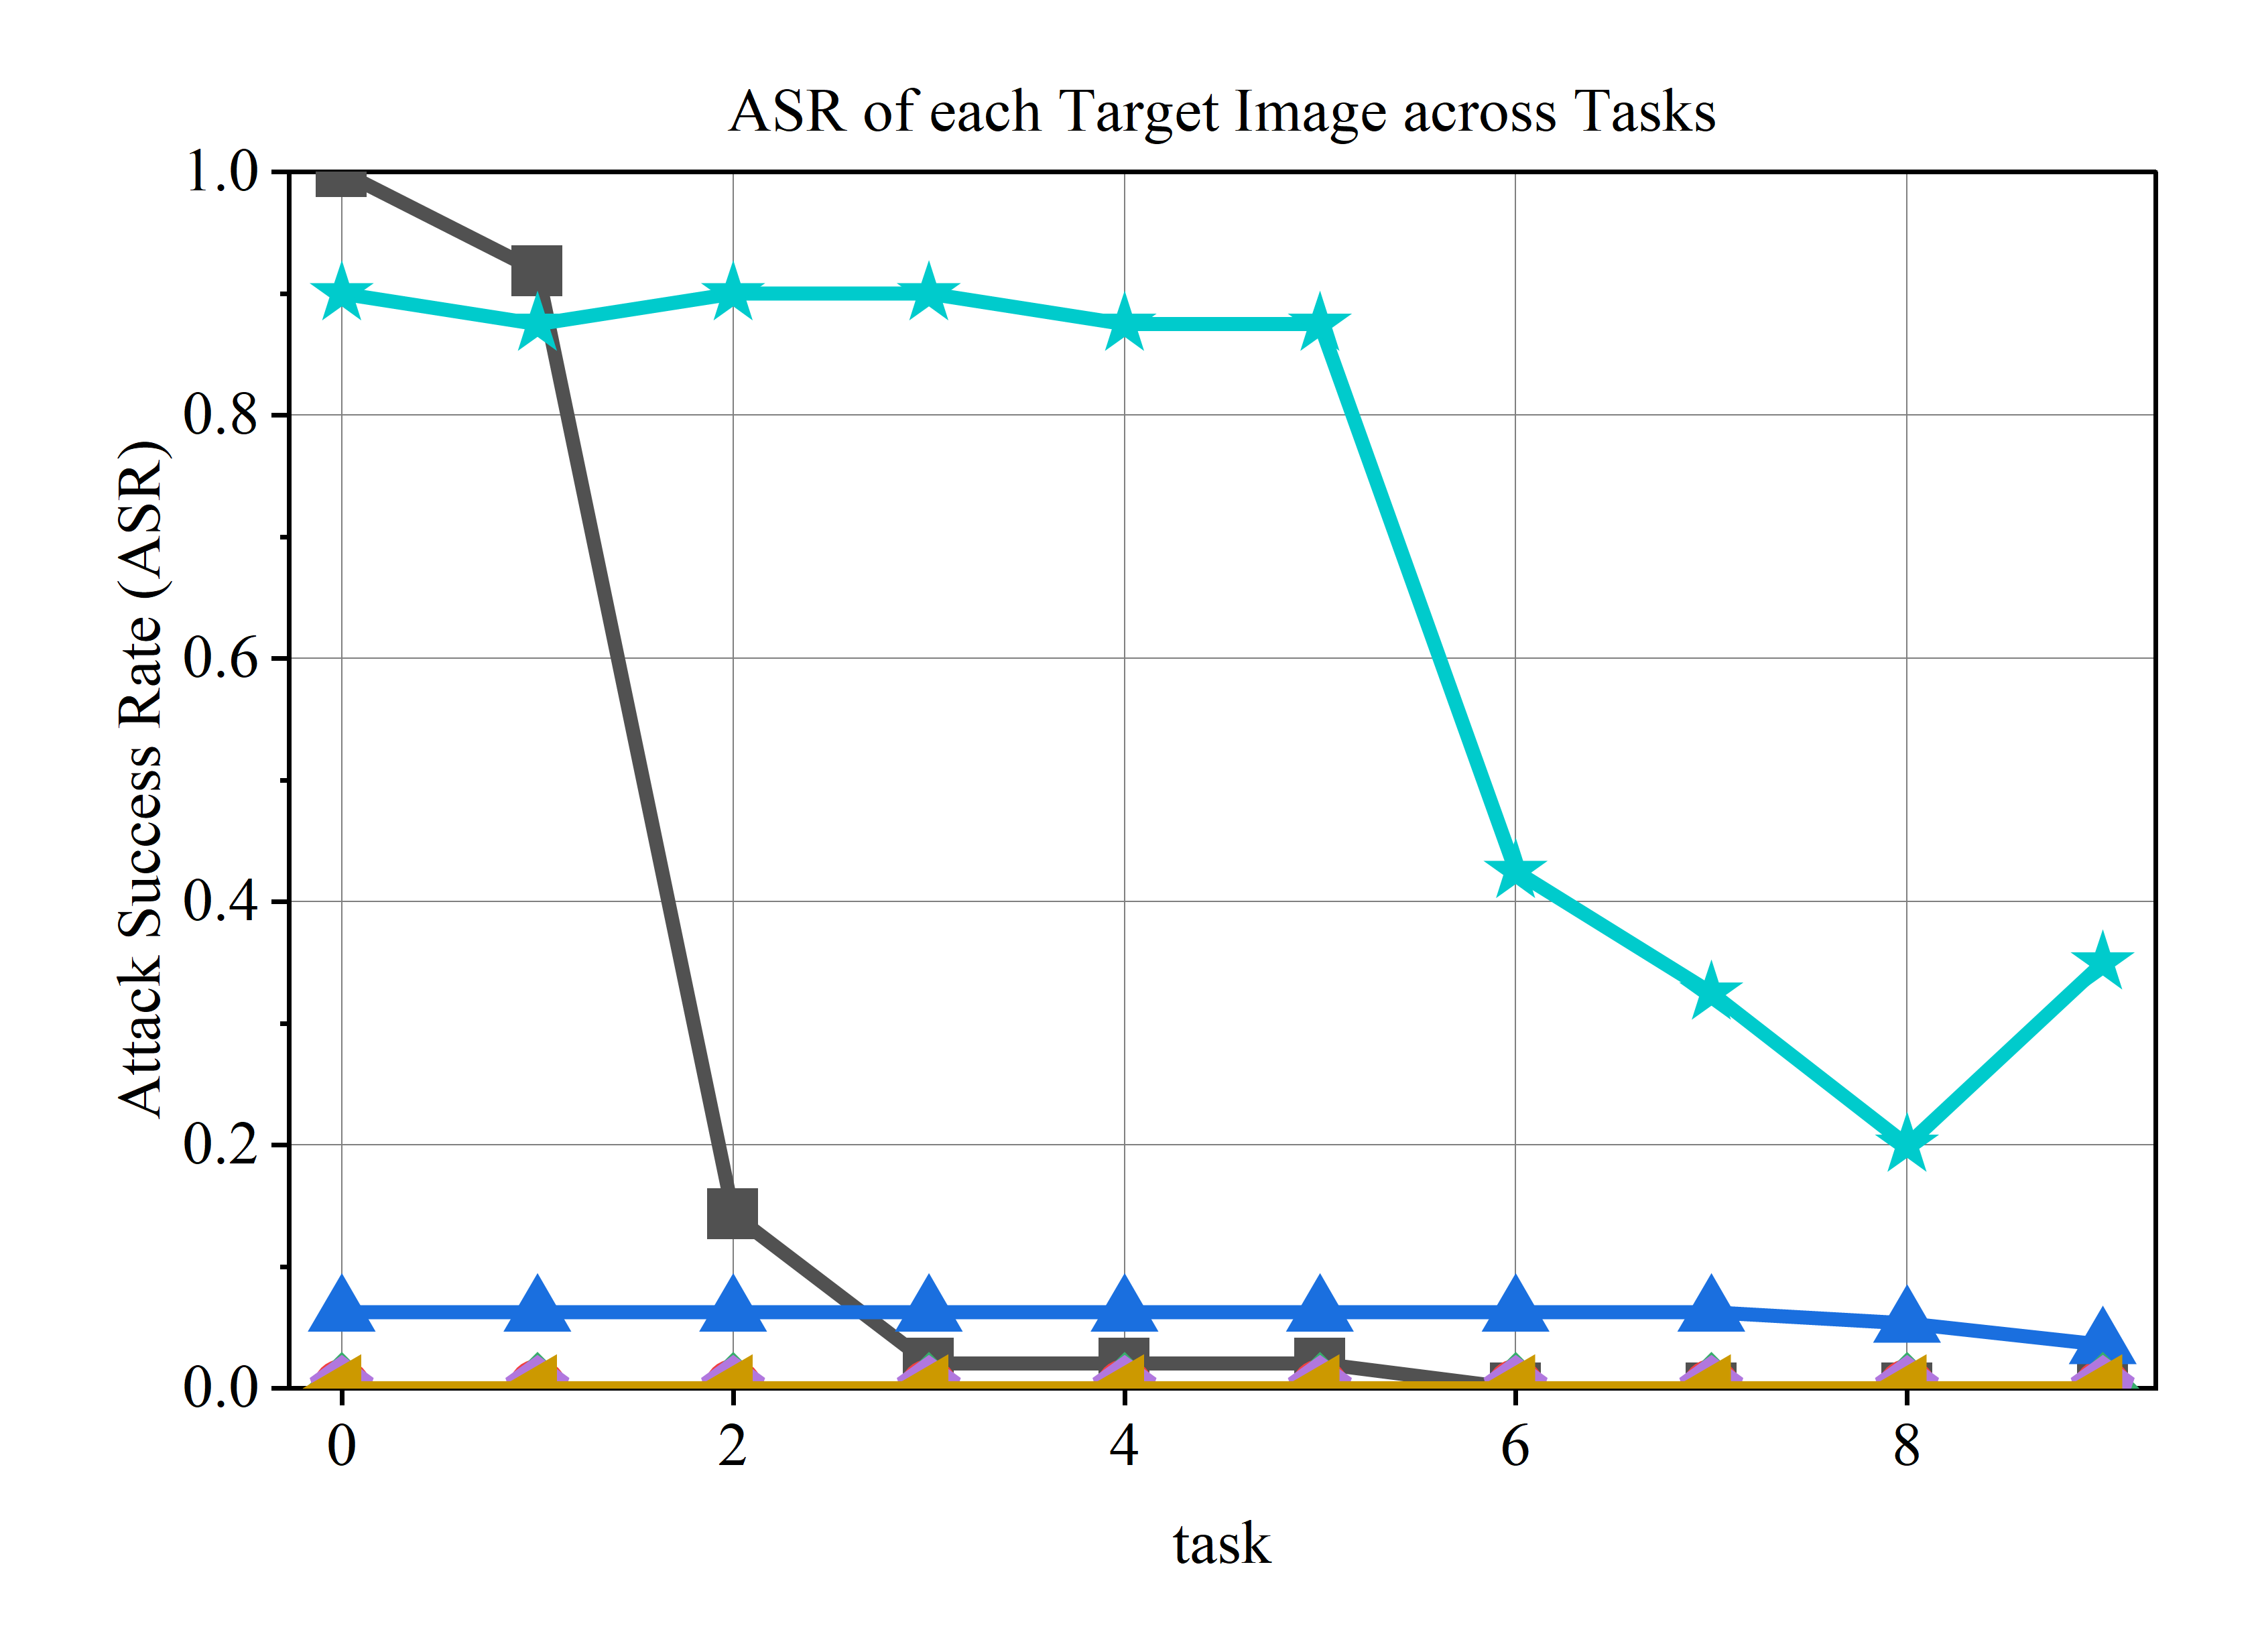 ASR of each Target Image across Tasks
1.0
0.8
0.6
0.4
0.2
0.0
Attack Success Rate (ASR)
0 2 4 6 8
task